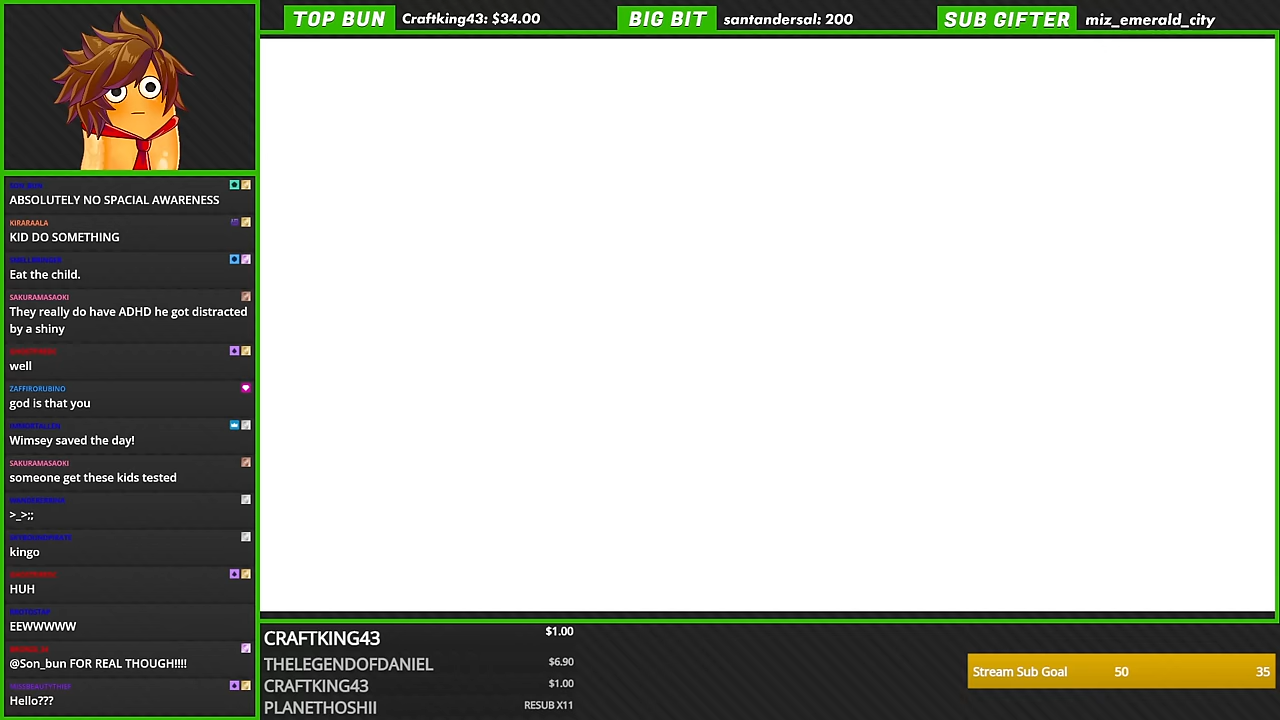 TOP BUN Craftking43: $34.00 BIG BIT santandersal: 200 SUB GIFTER miz_emerald_city
ABSOLUTELY NO SPACIAL AWARENESS
KIRARAALA
KID DO SOMETHING
Eat the child.
SAKURAMASAOKI
They really do have ADHD he got distracted
by a shiny
well
ZAFFIRORUBINO
god is that you
Wimsey saved the day!
SAKURAMASAOKI
someone get these kids tested
>_>;;
kingo
HUH
EEWWWWW
@Son_bun FOR REAL THOUGH!!!!
Hello???
CRAFTKING43 $1.00
THELEGENDOFDANIEL $6.90
CRAFTKING43 $1.00
PLANETHOSHII RESUB X11
Stream Sub Goal 50 35